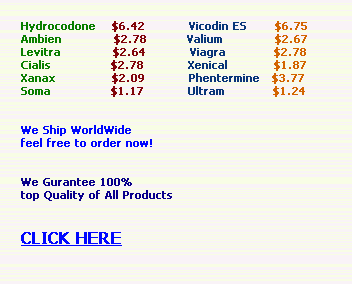 Hydrocodone $6.42 Vicodin ES $6.75
Ambien $2.78 Valium $2.67
Levitra $2.64 Viagra $2.78
Cialis $2.78 Xenical $1.87
Xanax $2.09 Phentermine $3.77
Soma $1.17 Ultram $1.24
We Ship WorldWide
feel free to order now!
We Gurantee 100%
top Quality of All Products
CLICK HERE